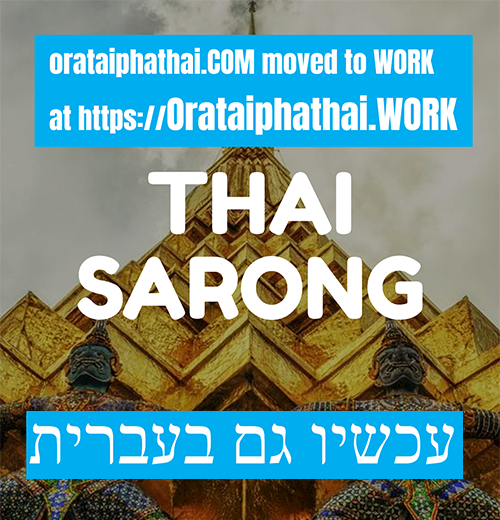 orataiphathai.COM moved to WORK
at https://Orataiphathai.WORK
THAI
SARONG
עכשיו גם בעברית